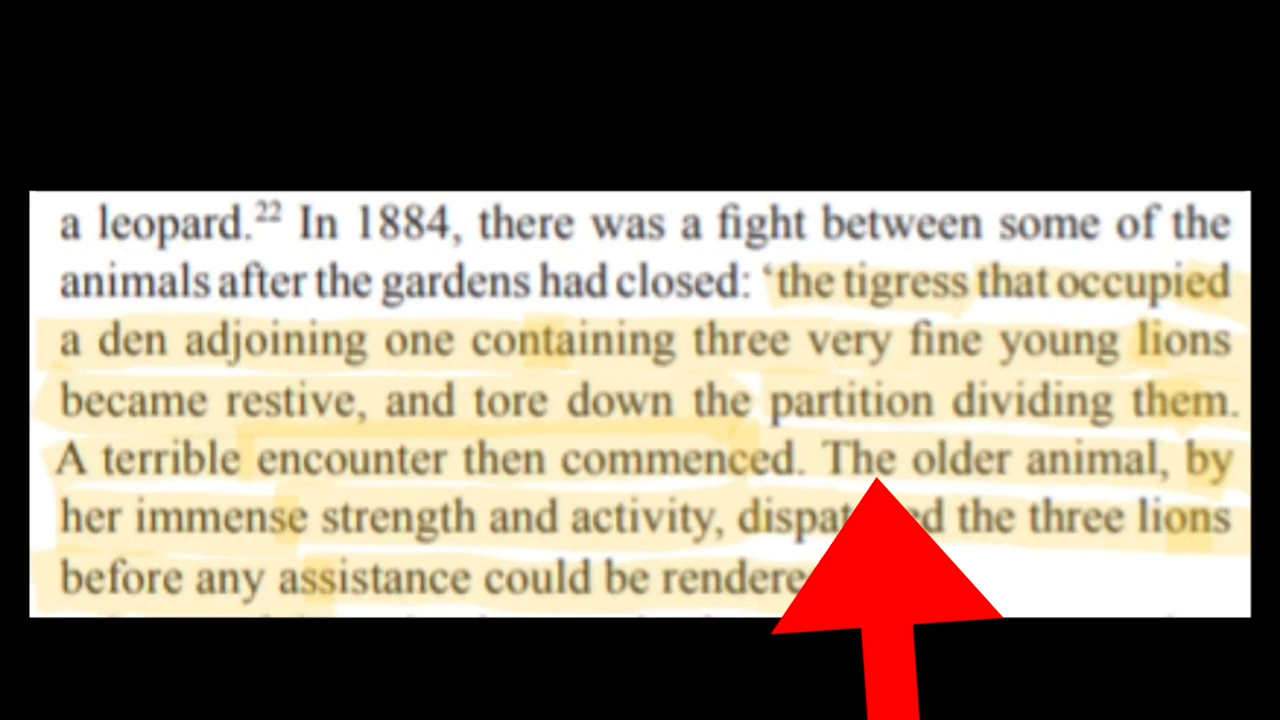 a leopard.²² In 1884, there was a fight between some of the
animals after the gardens had closed: ‘the tigress that occupied
a den adjoining one containing three very fine young lions
became restive, and tore down the partition dividing them.
A terrible encounter then commenced. The older animal, by
her immense strength and activity, the three lions
before any assistance could be